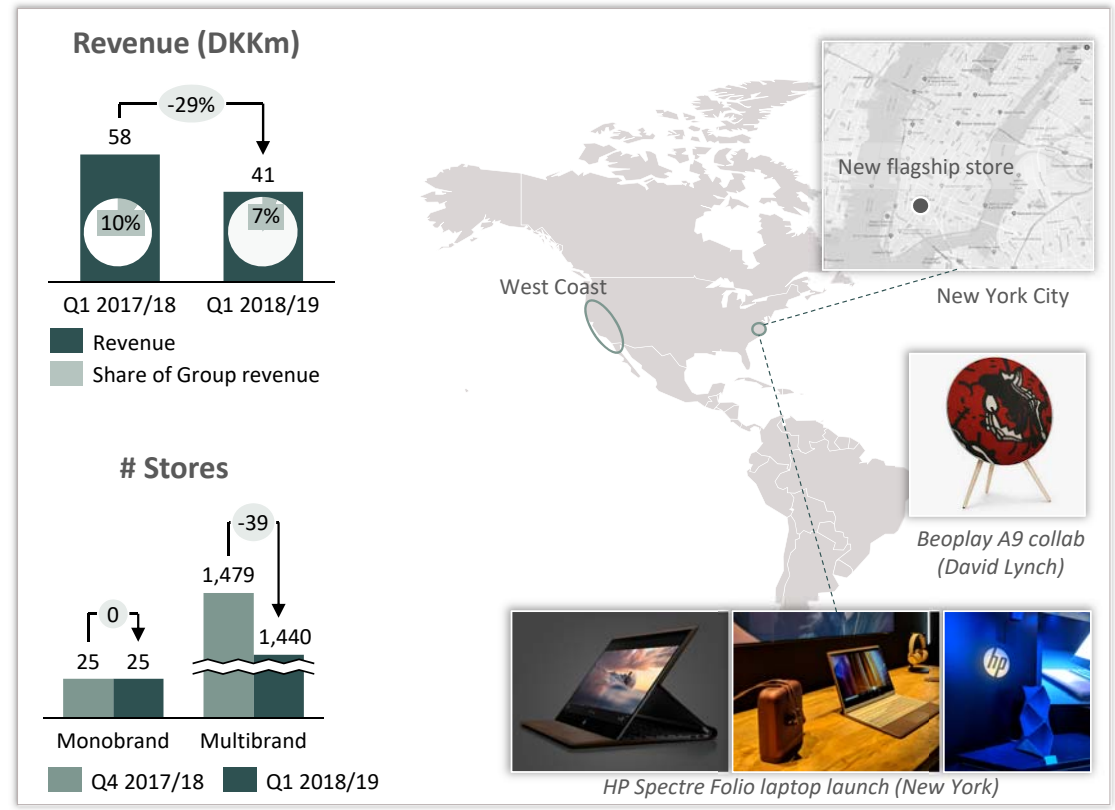 Revenue (DKKm)
-29%
58
41
10%
7%
Q1 2017/18
Q1 2018/19
Revenue
Share of Group revenue
# Stores
-39
1,479
0
1,440
25
25
Monobrand
Multibrand
Q4 2017/18
Q1 2018/19
New flagship store
West Coast
New York City
Beoplay A9 collab
(David Lynch)
hp
HP Spectre Folio laptop launch (New York)